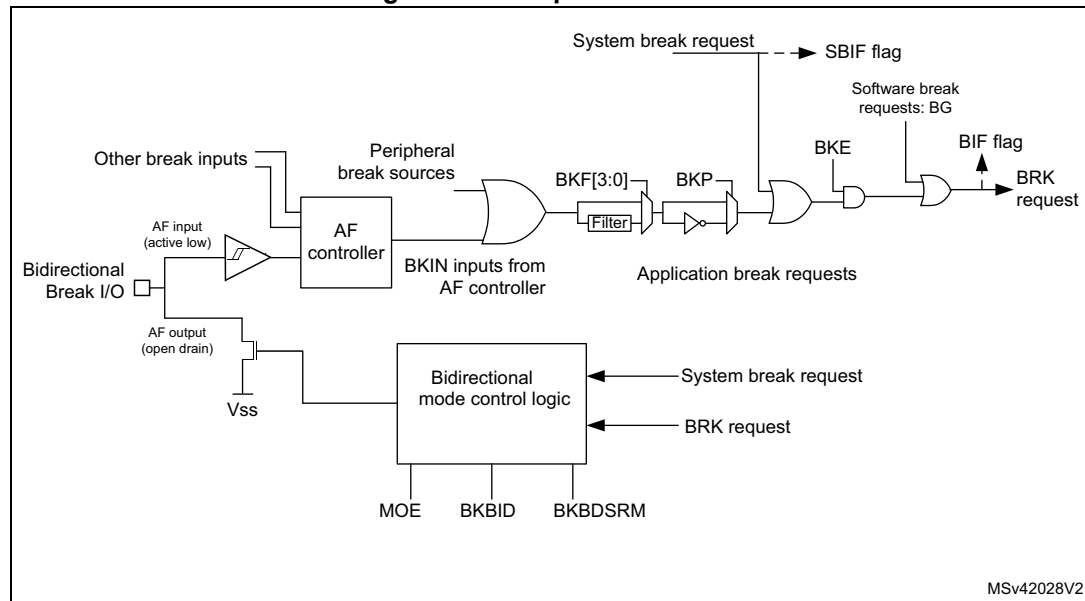 System break request
SBIF flag
Software break
requests: BG
BIF flag
BKE
BRK
request
Peripheral
break sources
BKF[3:0]
BKP
Other break inputs
Filter
AF input
(active low)
AF
controller
BKIN inputs from
AF controller
Application break requests
Bidirectional
Break I/O
AF output
(open drain)
Vss
Bidirectional
mode control logic
System break request
BRK request
MOE
BKBID
BKBDSRM
MSv42028V2